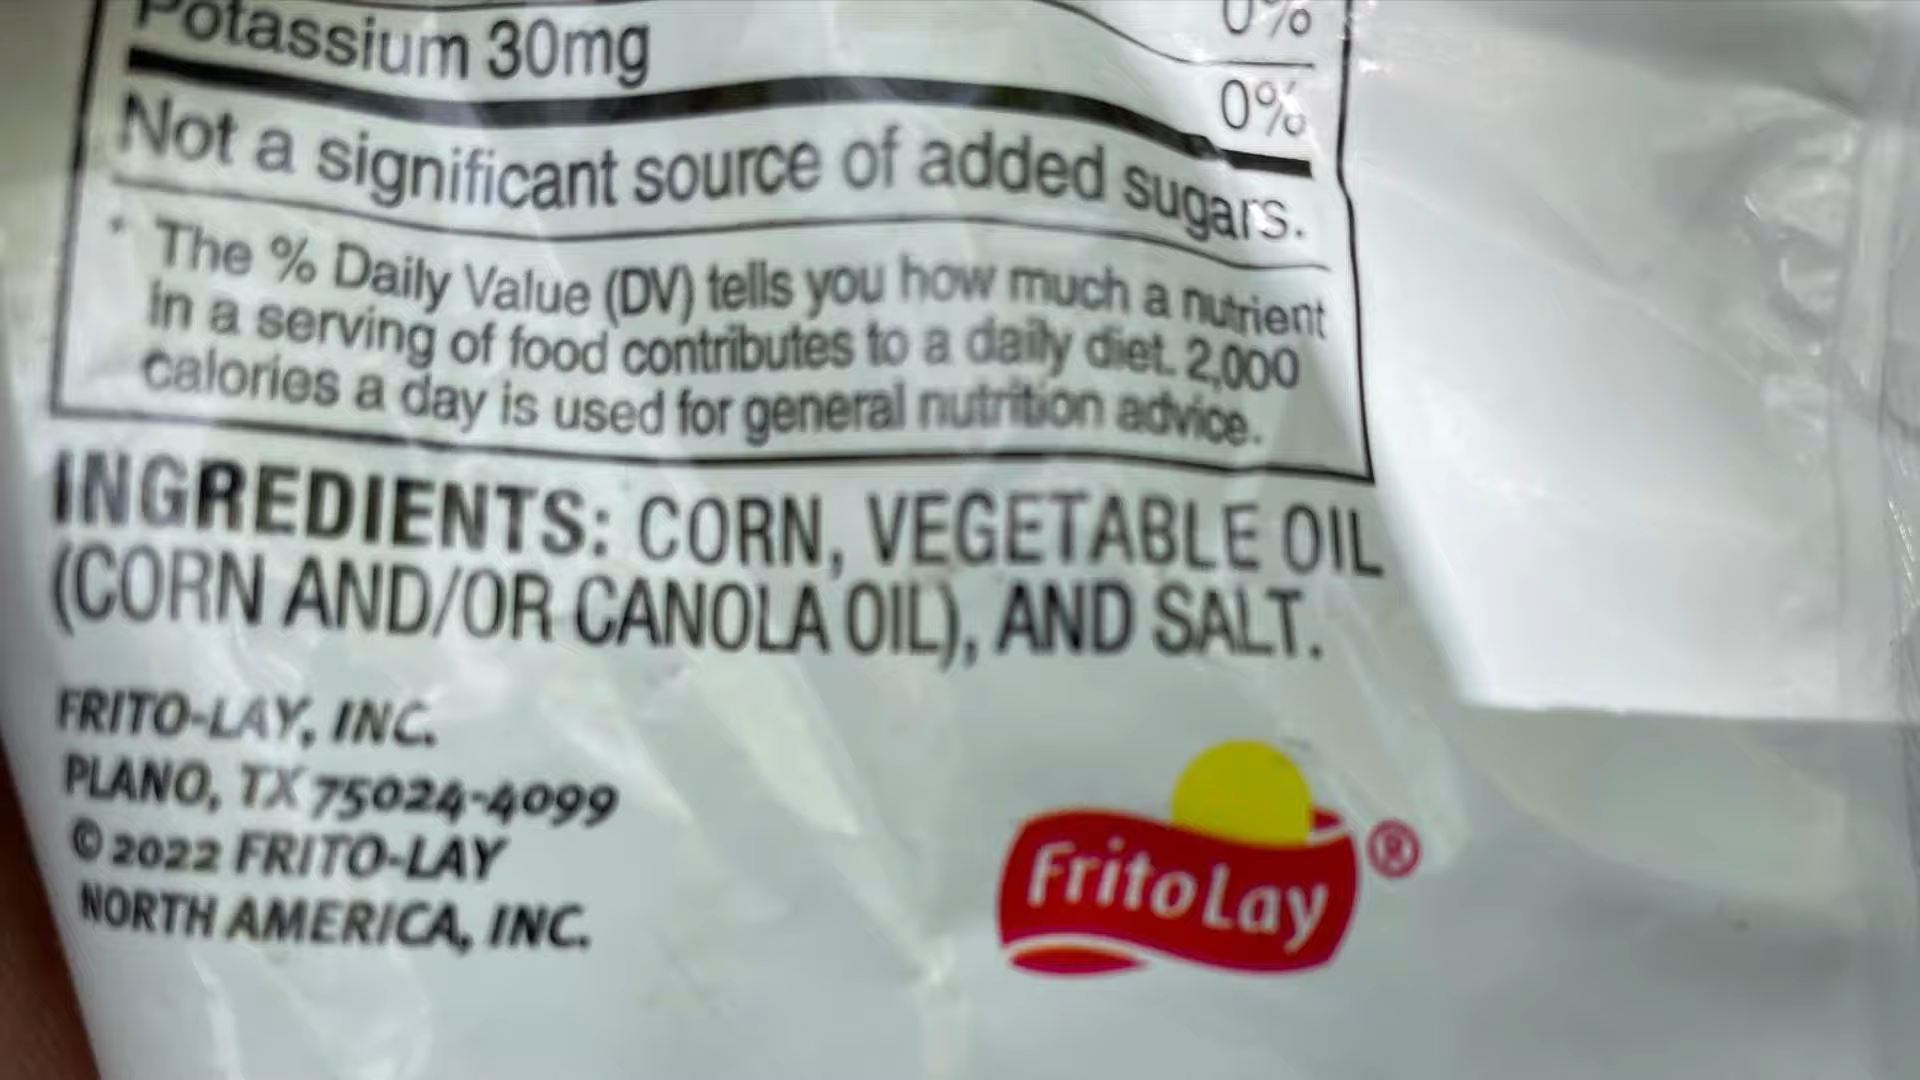 Potassium 30mg 0%
0%
Not a significant source of added sugars.
* The % Daily Value (DV) tells you how much a nutrient
in a serving of food contributes to a daily diet. 2,000
calories a day is used for general nutrition advice.
INGREDIENTS: CORN, VEGETABLE OIL
(CORN AND/OR CANOLA OIL), AND SALT.
FRITO-LAY, INC.
PLANO, TX 75024-4099
© 2022 FRITO-LAY
NORTH AMERICA, INC.
FritoLay ®